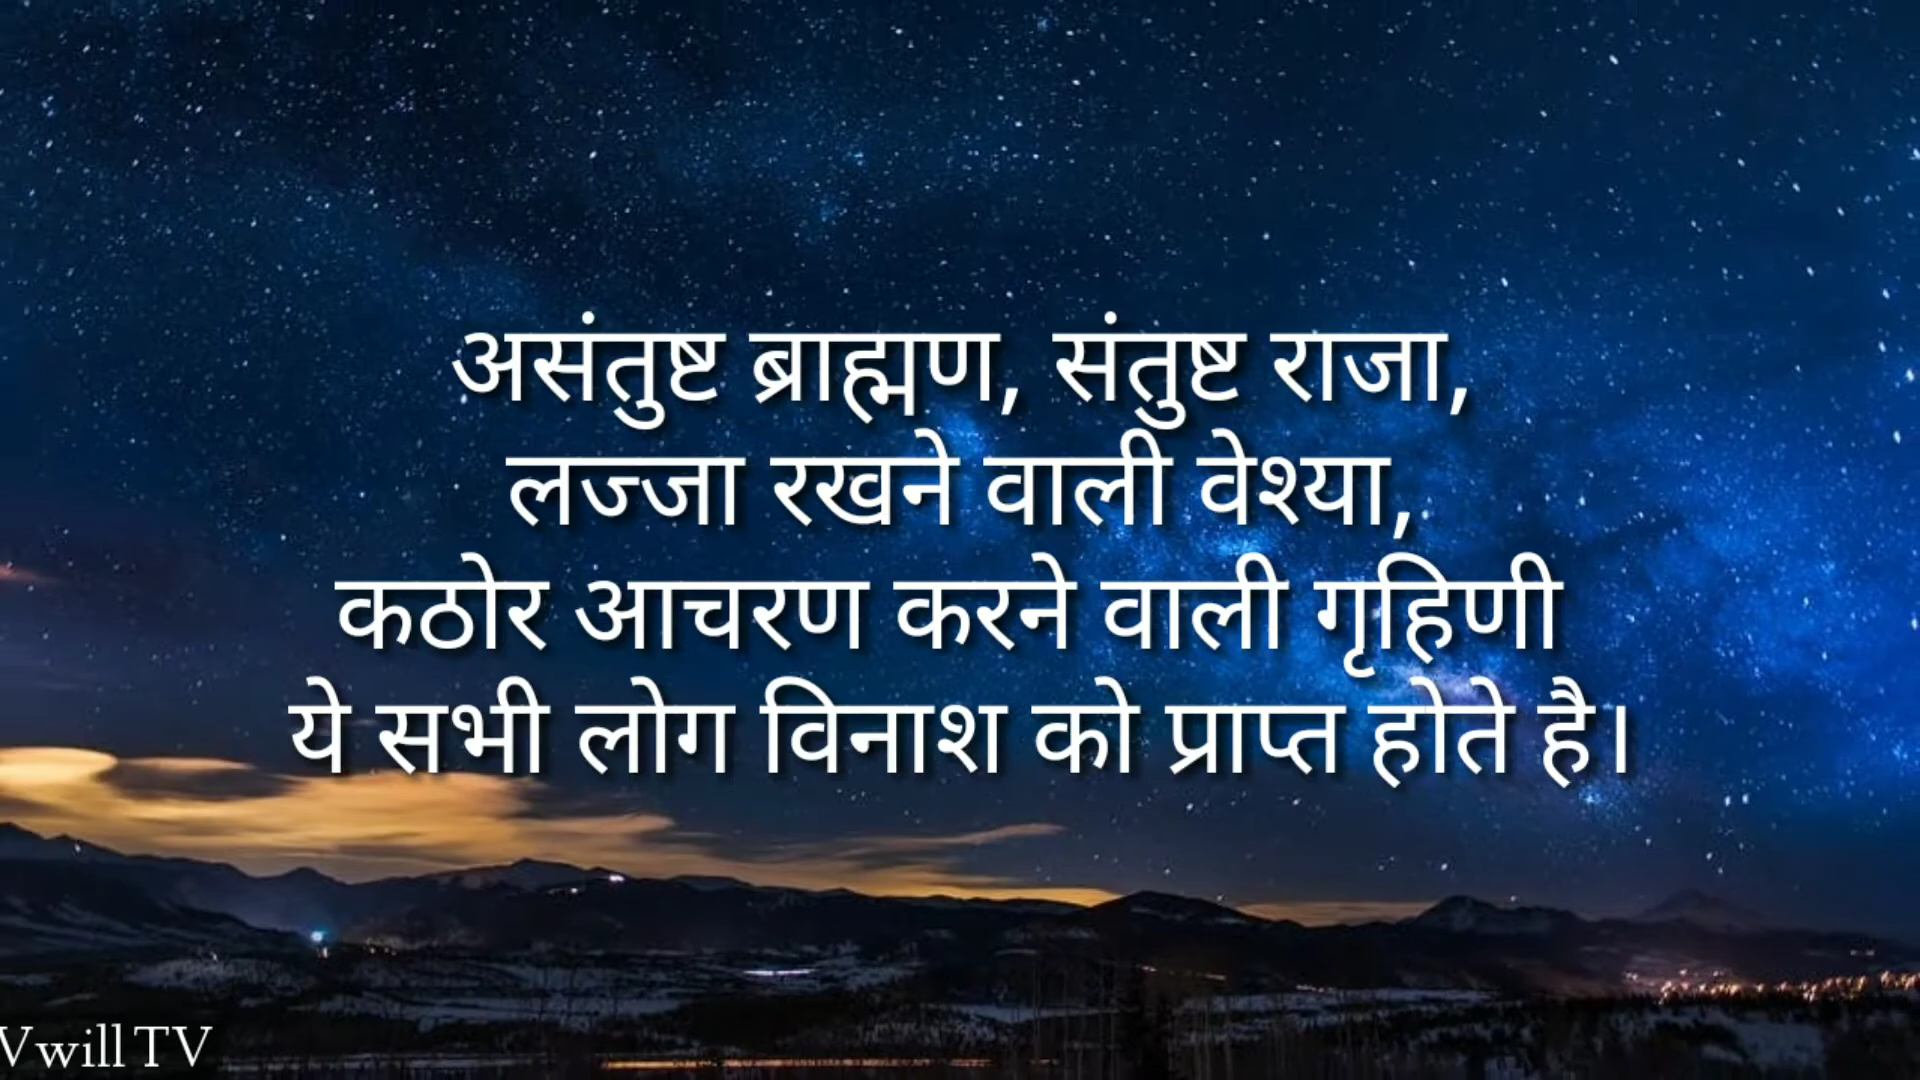 असंतुष्ट ब्राह्मण, संतुष्ट राजा,
लज्जा रखने वाली वेश्या,
कठोर आचरण करने वाली गृहिणी
ये सभी लोग विनाश को प्राप्त होते है।
Vwill TV